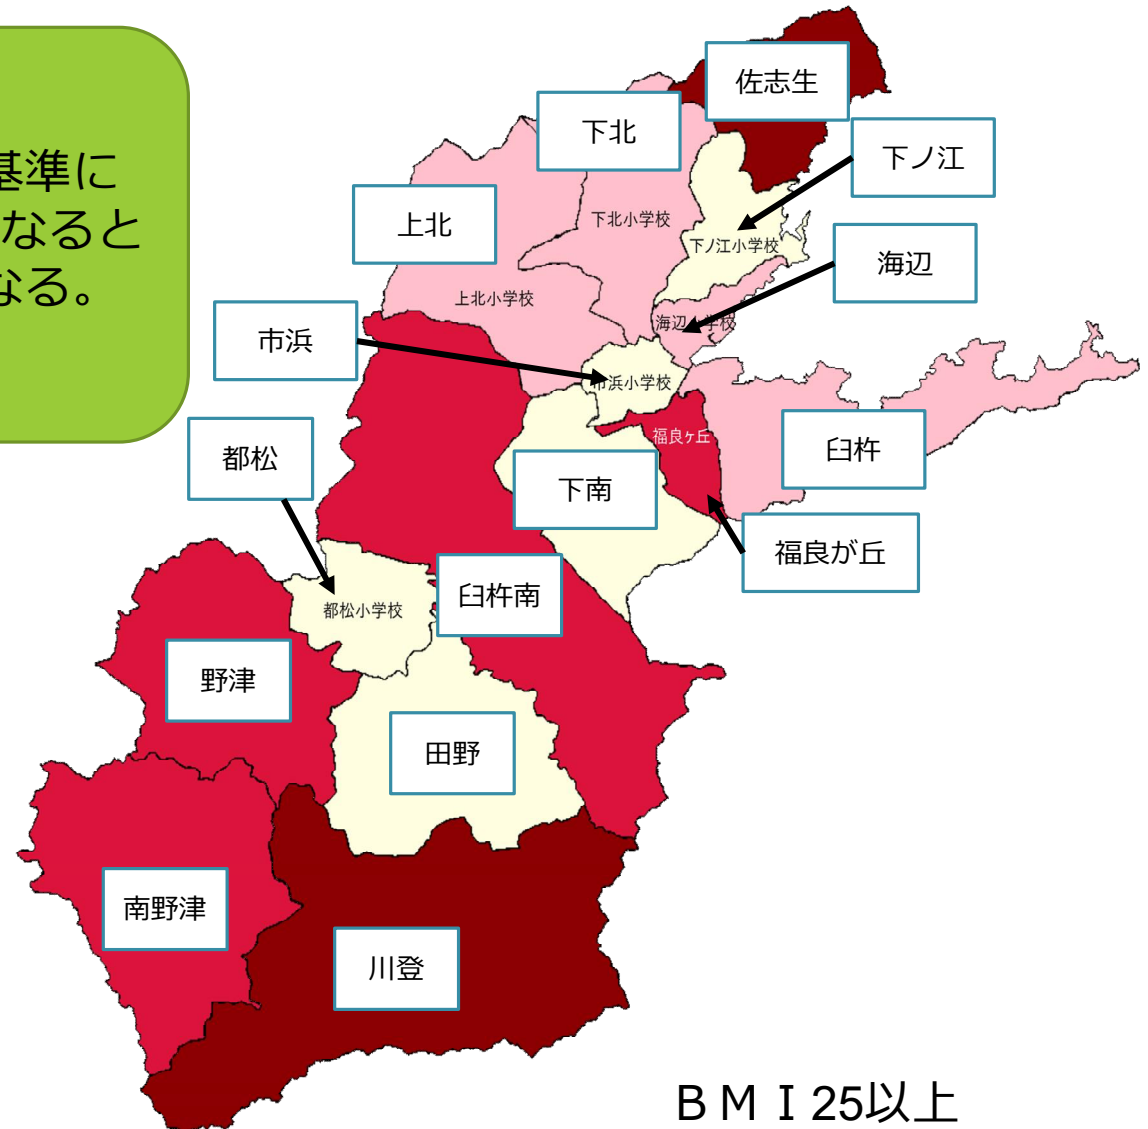 基準に
なると
なる。
佐志生
下北
下ノ江
上北
下北小学校
下ノ江小学校
海辺
上北小学校
市浜
海辺小学校
市浜小学校
福良ヶ丘
臼杵
都松
下南
福良が丘
臼杵南
都松小学校
野津
田野
南野津
川登
ＢＭＩ25以上